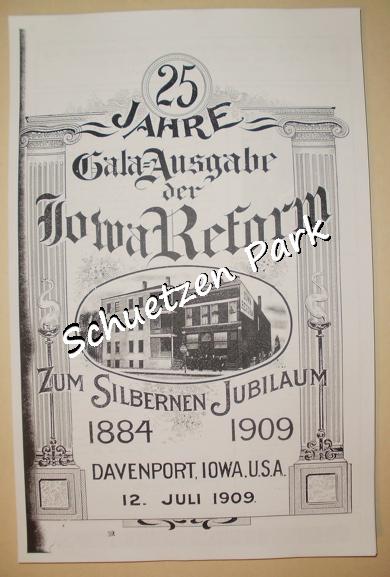 25
JAHRE
Gala-Ausgabe
der
Iowa Reform
Schuetzen Park
ZUM SILBERNEN JUBILAUM
1884 1909
DAVENPORT, IOWA, U.S.A.
12. JULI 1909.